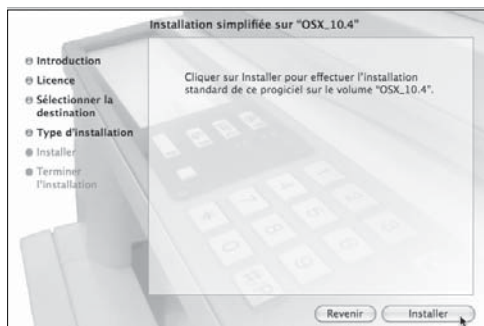 Installation simplifiée sur "OSX_10.4"
Introduction
Licence
Sélectionner la
destination
Type d'installation
Installer
Terminer
l'installation
Cliquer sur Installer pour effectuer l'installation
standard de ce progiciel sur le volume "OSX_10.4".
Revenir
Installer